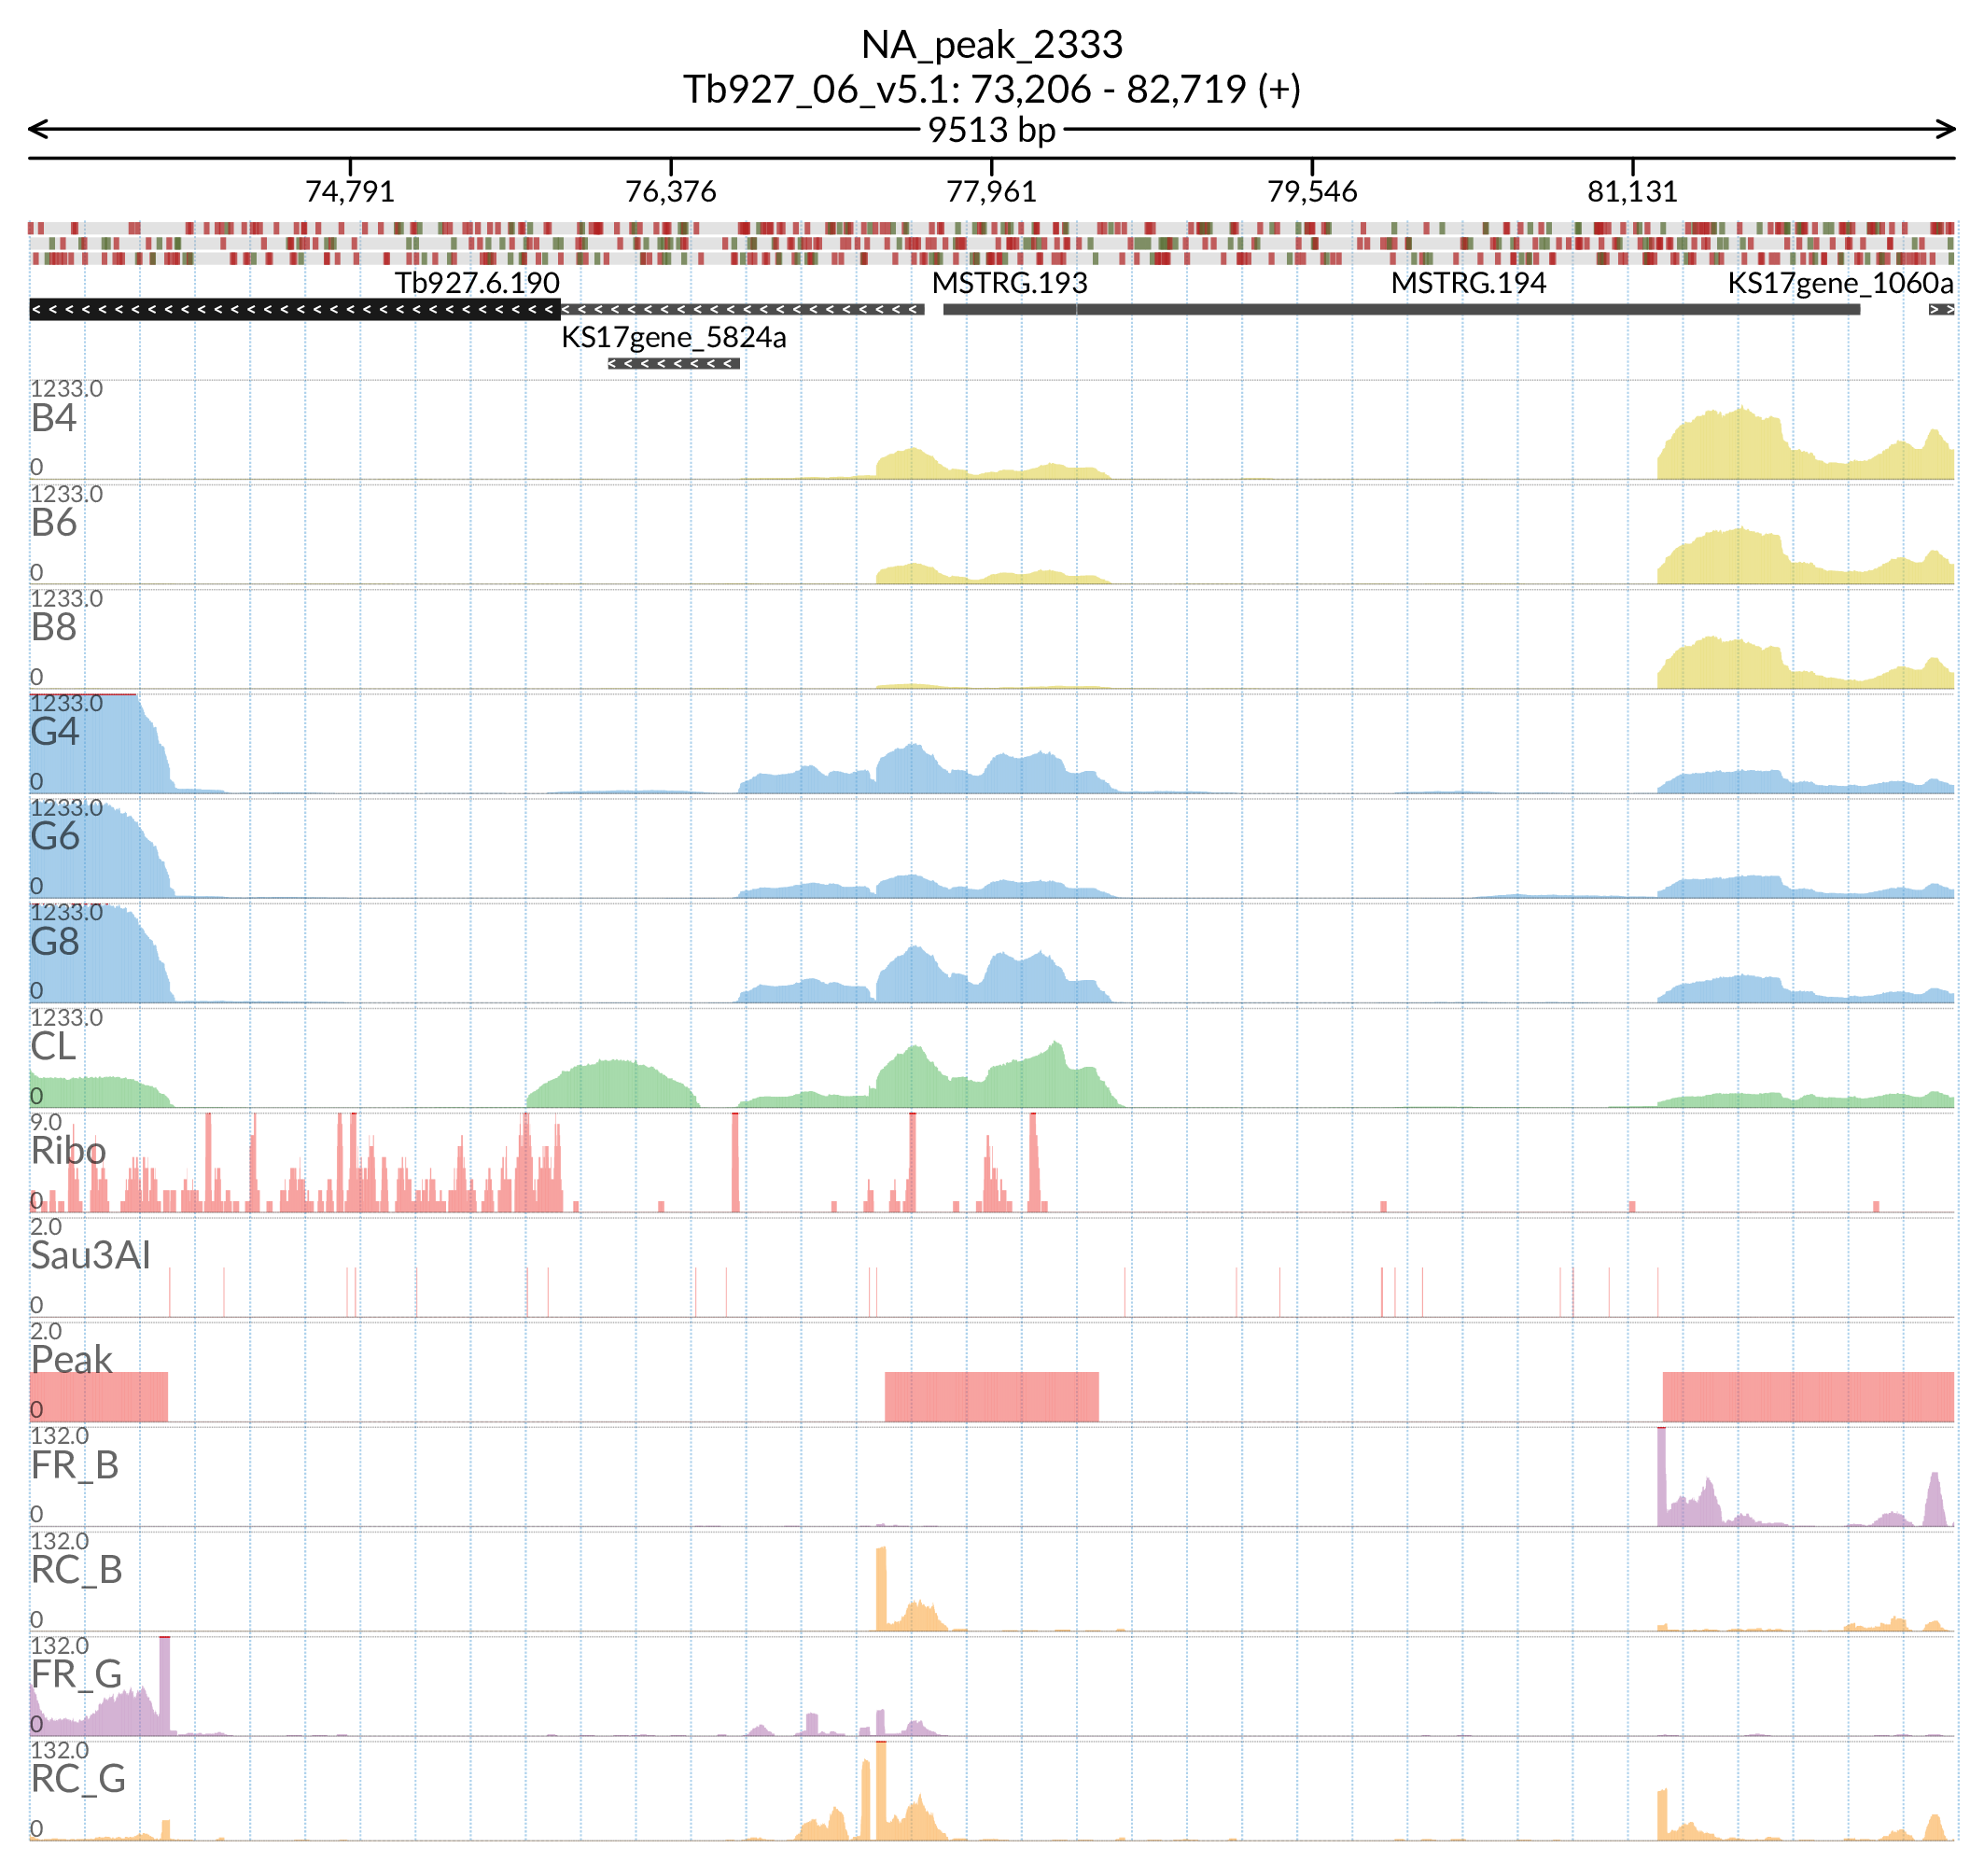 NA_peak_2333
Tb927_06_v5.1: 73,206 - 82,719 (+)
9513 bp
74,791 76,376 77,961 79,546 81,131
Tb927.6.190 MSTRG.193 MSTRG.194 KS17gene_1060a
KS17gene_5824a
1233.0
B4
0
1233.0
B6
0
1233.0
B8
0
1233.0
G4
0
1233.0
G6
0
1233.0
G8
0
1233.0
CL
0
9.0
Ribo
0
2.0
Sau3AI
0
2.0
Peak
0
132.0
FR_B
0
132.0
RC_B
0
132.0
FR_G
0
132.0
RC_G
0